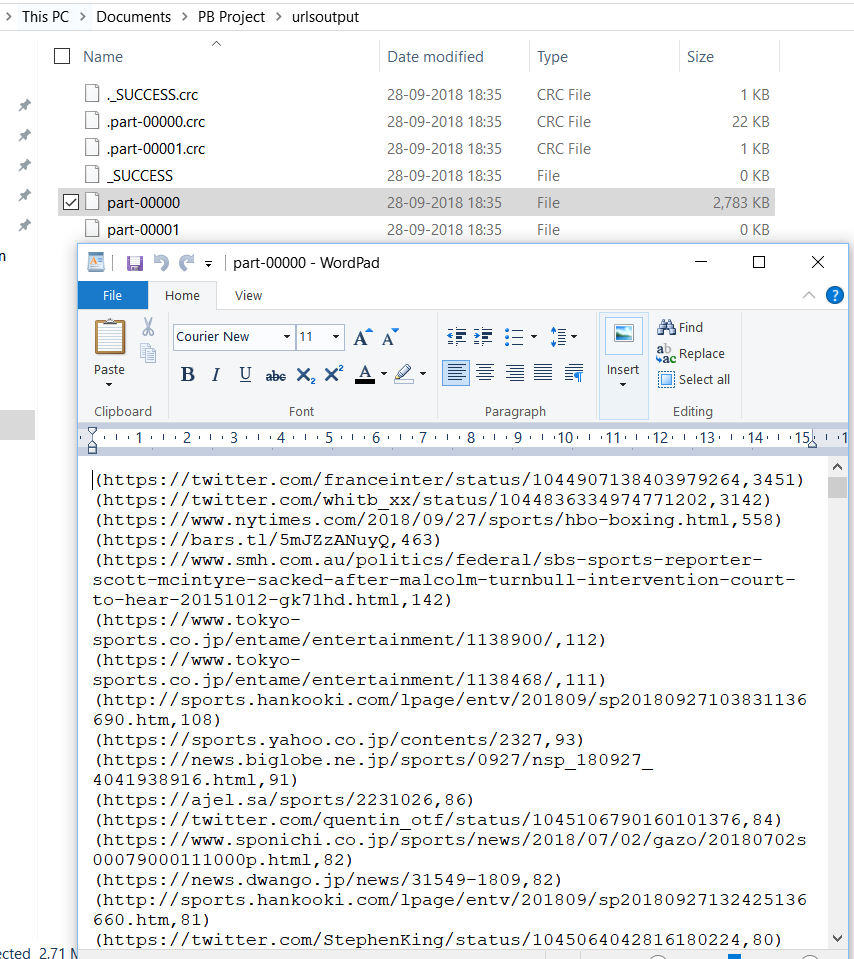 This PC > Documents > PB Project > urlsoutput
Name Date modified Type Size
._SUCCESS.crc 28-09-2018 18:35 CRC File 1 KB
.part-00000.crc 28-09-2018 18:35 CRC File 22 KB
.part-00001.crc 28-09-2018 18:35 CRC File 1 KB
_SUCCESS 28-09-2018 18:35 File 0 KB
part-00000 28-09-2018 18:35 File 2,783 KB
part-00001 28-09-2018 18:35 File 0 KB
n
part-00000 - WordPad
File Home View
Courier New 11
Paste
B I U abc X₂ X² A
Insert
Find
Replace
Select all
Clipboard Font Paragraph Editing
1 2 3 4 5 6 7 8 9 10 11 12 13 14 15 1
(https://twitter.com/franceinter/status/1044907138403979264,3451)
(https://twitter.com/whitb_xx/status/1044836334974771202,3142)
(https://www.nytimes.com/2018/09/27/sports/hbo-boxing.html,558)
(https://bars.tl/5mJZzANuyQ,463)
(https://www.smh.com.au/politics/federal/sbs-sports-reporter-
scott-mcintyre-sacked-after-malcolm-turnbull-intervention-court-
to-hear-20151012-gk71hd.html,142)
(https://www.tokyo-
sports.co.jp/entame/entertainment/1138900/,112)
(https://www.tokyo-
sports.co.jp/entame/entertainment/1138468/,111)
(http://sports.hankooki.com/lpage/entv/201809/sp20180927103831136
690.htm,108)
(https://sports.yahoo.co.jp/contents/2327,93)
(https://news.biglobe.ne.jp/sports/0927/nsp_180927_
4041938916.html,91)
(https://ajel.sa/sports/2231026,86)
(https://twitter.com/quentin_otf/status/1045106790160101376,84)
(https://www.sponichi.co.jp/sports/news/2018/07/02/gazo/20180702s
00079000111000p.html,82)
(https://news.dwango.jp/news/31549-1809,82)
(http://sports.hankooki.com/lpage/entv/201809/sp20180927132425136
660.htm,81)
(https://twitter.com/StephenKing/status/1045064042816180224,80)
ected 2.71 M